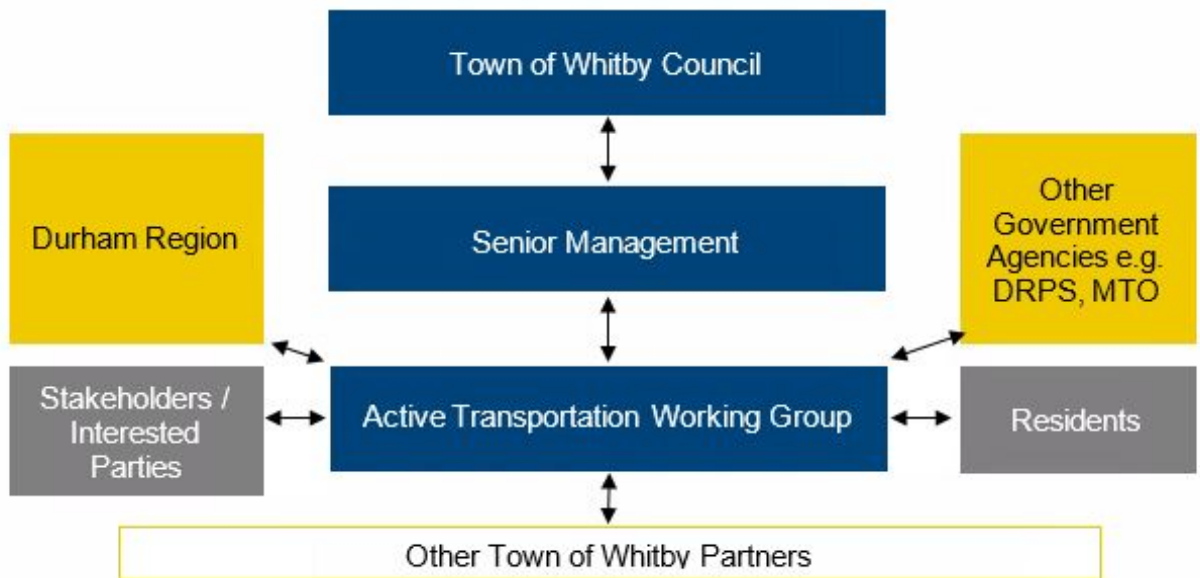 Town of Whitby Council
Durham Region
Senior Management
Other
Government
Agencies e.g.
DRPS, MTO
Stakeholders /
Interested
Parties
Active Transportation Working Group
Residents
Other Town of Whitby Partners